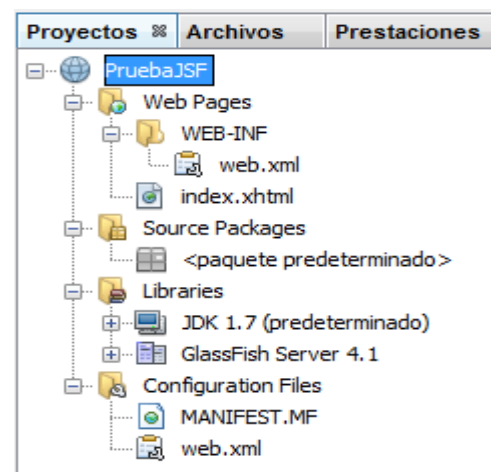 Proyectos Archivos Prestaciones
PruebaJSF
Web Pages
WEB-INF
web.xml
index.xhtml
Source Packages
<paquete predeterminado>
Libraries
JDK 1.7 (predeterminado)
GlassFish Server 4.1
Configuration Files
MANIFEST.MF
web.xml